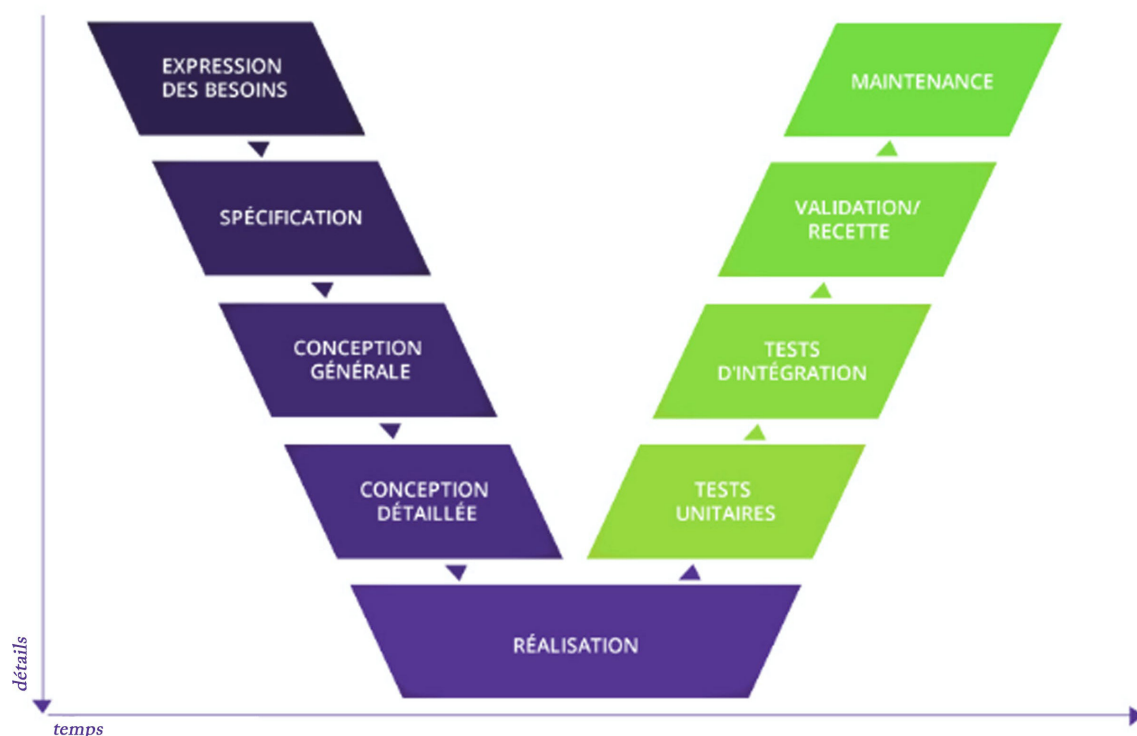 EXPRESSION
DES BESOINS
SPÉCIFICATION
CONCEPTION
GÉNÉRALE
CONCEPTION
DÉTAILLÉE
RÉALISATION
TESTS
UNITAIRES
TESTS
D'INTÉGRATION
VALIDATION/
RECETTE
MAINTENANCE
détails
temps